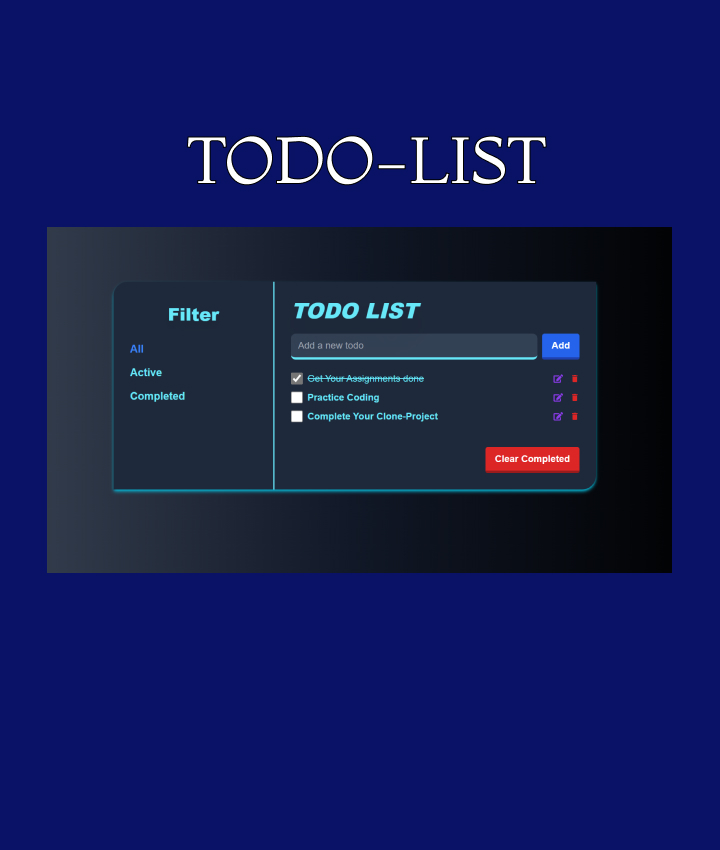 TODO-LIST
Filter
All
Active
Completed
TODO LIST
Add a new todo
Add
Get Your Assignments done
Practice Coding
Complete Your Clone-Project
Clear Completed